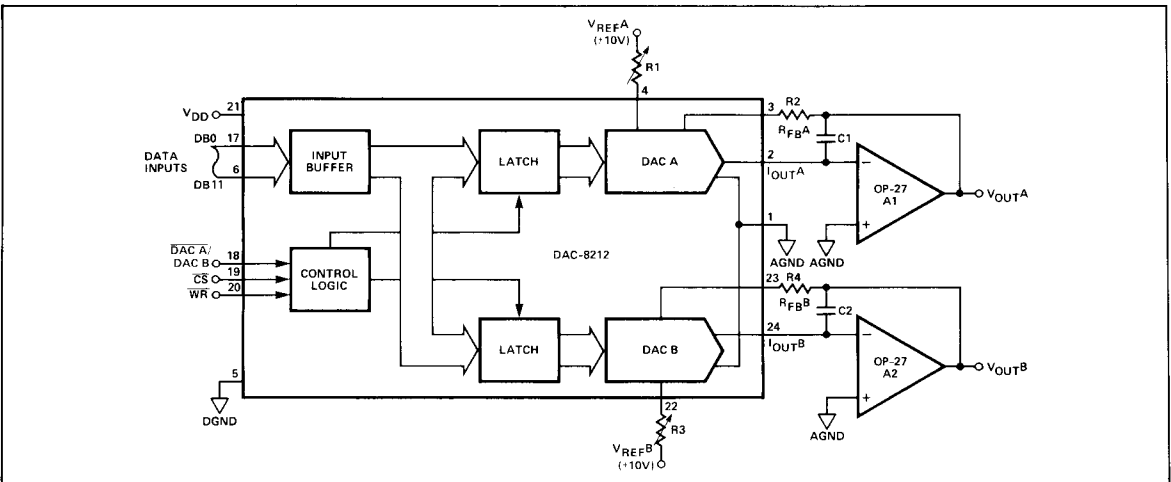 VREFA
(+10V)
R1
4
VDD 21
DB0 17
DATA
INPUTS
6
DB11
INPUT
BUFFER
LATCH
DAC A
3 R2
RFBA
C1
2
IOUTA
−
OP-27
A1
+
VOUTA
1
AGND
AGND
DAC A/
DAC B 18
CS 19
WR 20
CONTROL
LOGIC
DAC-8212
23 R4
RFBB
C2
24
IOUTB
LATCH
DAC B
−
OP-27
A2
+
VOUTB
AGND
5
DGND
22
R3
VREFB
(+10V)